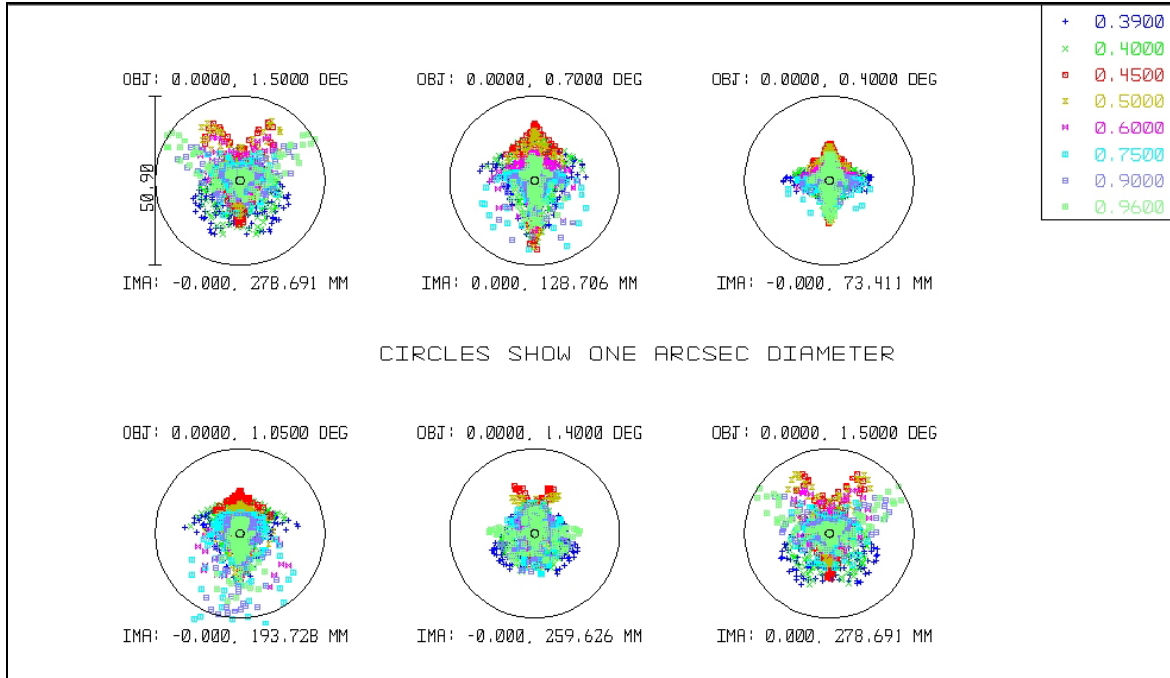 + 0.3900
× 0.4000
0.4500
0.5000
0.6000
0.7500
0.9000
0.9600
OBJ: 0.0000, 1.5000 DEG
OBJ: 0.0000, 0.7000 DEG
OBJ: 0.0000, 0.4000 DEG
50.90
IMA: -0.000, 278.691 MM
IMA: 0.000, 128.706 MM
IMA: -0.000, 73.411 MM
CIRCLES SHOW ONE ARCSEC DIAMETER
OBJ: 0.0000, 1.0500 DEG
OBJ: 0.0000, 1.4000 DEG
OBJ: 0.0000, 1.5000 DEG
IMA: -0.000, 193.728 MM
IMA: -0.000, 259.626 MM
IMA: 0.000, 278.691 MM